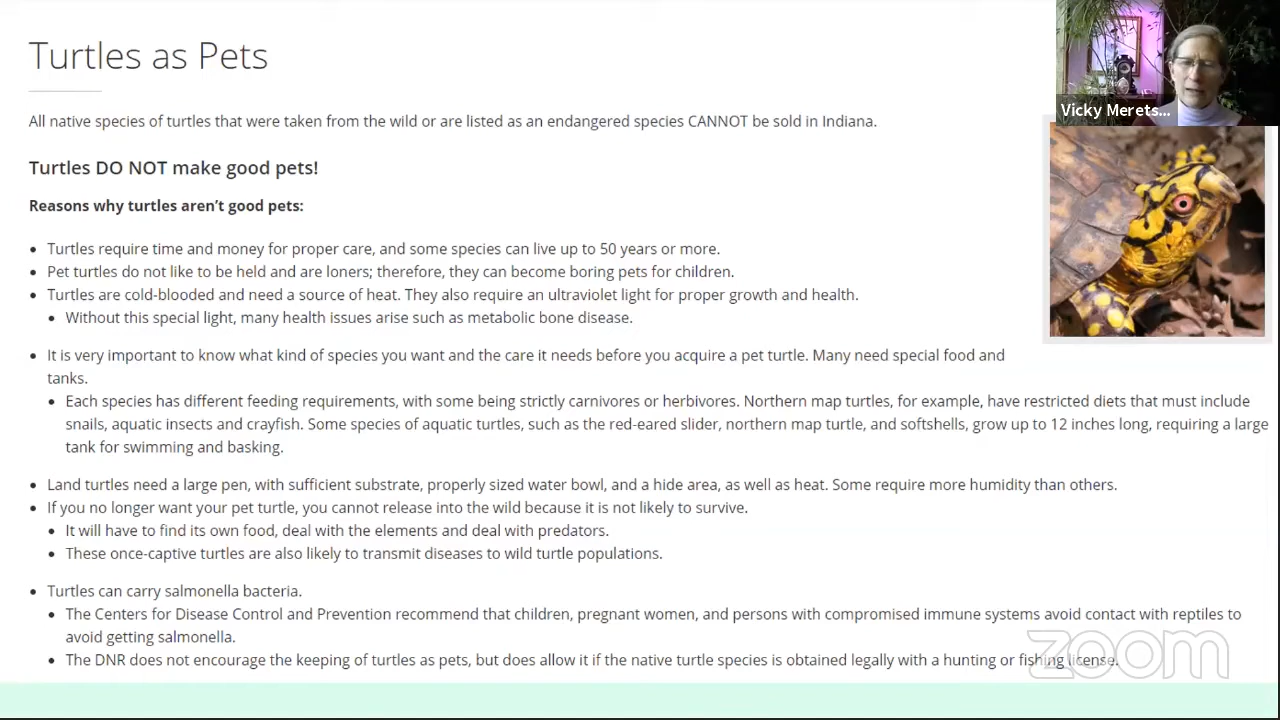 Turtles as Pets
Vicky Merets...
All native species of turtles that were taken from the wild or are listed as an endangered species CANNOT be sold in Indiana.
Turtles DO NOT make good pets!
Reasons why turtles aren't good pets:
• Turtles require time and money for proper care, and some species can live up to 50 years or more.
• Pet turtles do not like to be held and are loners; therefore, they can become boring pets for children.
• Turtles are cold-blooded and need a source of heat. They also require an ultraviolet light for proper growth and health.
• Without this special light, many health issues arise such as metabolic bone disease.
• It is very important to know what kind of species you want and the care it needs before you acquire a pet turtle. Many need special food and
tanks.
• Each species has different feeding requirements, with some being strictly carnivores or herbivores. Northern map turtles, for example, have restricted diets that must include
snails, aquatic insects and crayfish. Some species of aquatic turtles, such as the red-eared slider, northern map turtle, and softshells, grow up to 12 inches long, requiring a large
tank for swimming and basking.
• Land turtles need a large pen, with sufficient substrate, properly sized water bowl, and a hide area, as well as heat. Some require more humidity than others.
• If you no longer want your pet turtle, you cannot release into the wild because it is not likely to survive.
• It will have to find its own food, deal with the elements and deal with predators.
• These once-captive turtles are also likely to transmit diseases to wild turtle populations.
• Turtles can carry salmonella bacteria.
• The Centers for Disease Control and Prevention recommend that children, pregnant women, and persons with compromised immune systems avoid contact with reptiles to
avoid getting salmonella.
• The DNR does not encourage the keeping of turtles as pets, but does allow it if the native turtle species is obtained legally with a hunting or fishing license.
zoom